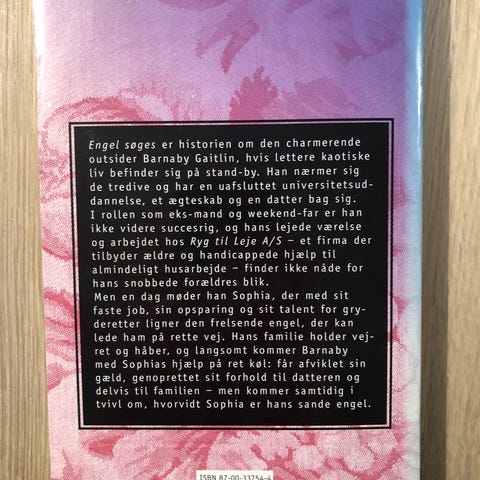 Engel søges er historien om den charmerende
outsider Barnaby Gaitlin, hvis lettere kaotiske
liv befinder sig på stand-by. Han nærmer sig
de tredive og har en uafsluttet universitetsud-
dannelse, et ægteskab og en datter bag sig.
I rollen som eks-mand og weekend-far er han
ikke videre succesrig, og hans lejede værelse
og arbejdet hos Ryg til Leje A/S – et firma der
tilbyder ældre og handicappede hjælp til
almindeligt husarbejde – finder ikke nåde for
hans snobbede forældres blik.
Men en dag møder han Sophia, der med sit
faste job, sin opsparing og sit talent for gry-
deretter ligner den frelsende engel, der kan
lede ham på rette vej. Hans familie holder vej-
ret og håber, og langsomt kommer Barnaby
med Sophias hjælp på ret køl: får afviklet sin
gæld, genoprettet sit forhold til datteren og
delvis til familien – men kommer samtidig i
tvivl om, hvorvidt Sophia er hans sande engel.
ISBN 87-00-33754-4